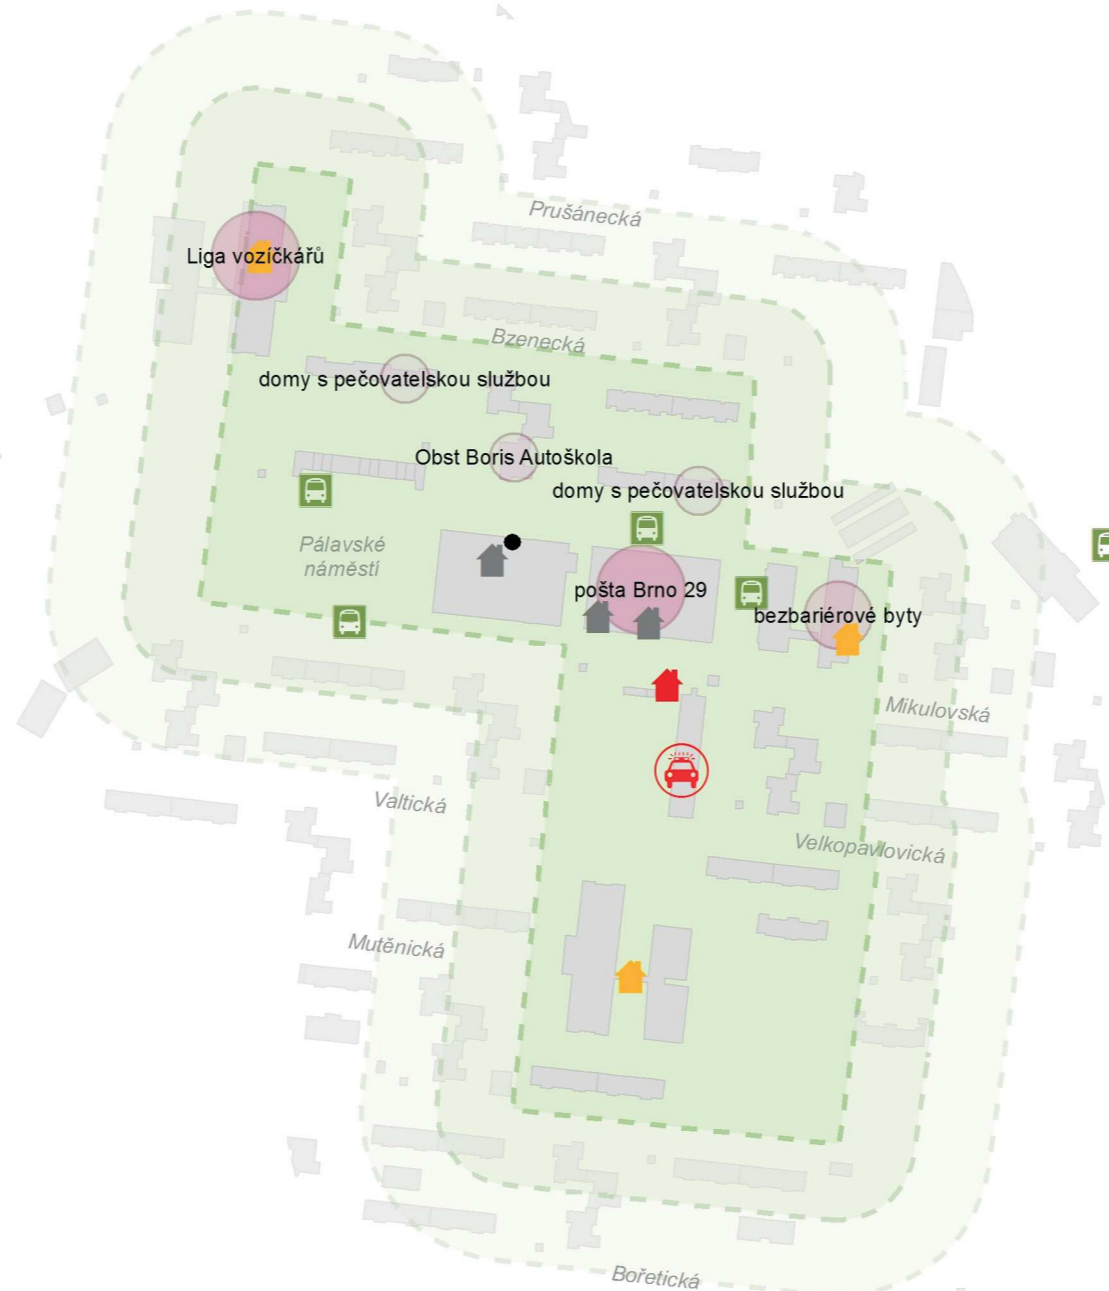 Prušánecká
Liga vozíčkářů
Bzenecká
domy s pečovatelskou službou
Obst Boris Autoškola
domy s pečovatelskou službou
Pálavské
náměstí
pošta Brno 29
bezbariérové byty
Mikulovská
Valtická
Velkopavlovická
Mutěnická
Bořetická